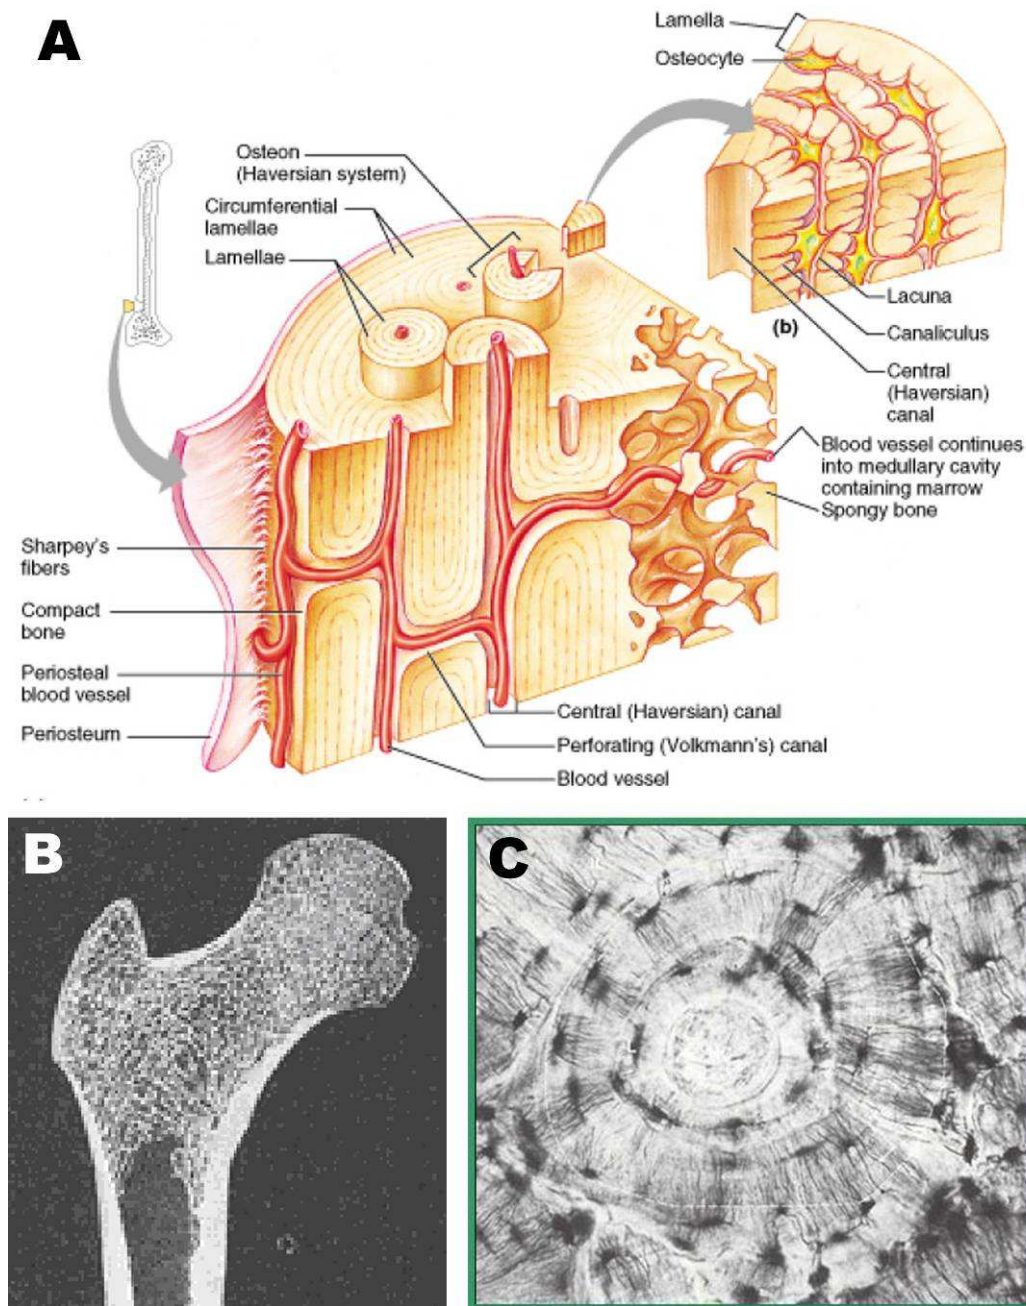 A
Lamella
Osteocyte
Osteon
(Haversian system)
Circumferential
lamellae
Lamellae
Lacuna
(b)
Canaliculus
Central
(Haversian)
canal
Blood vessel continues
into medullary cavity
containing marrow
Spongy bone
Sharpey's
fibers
Compact
bone
Periosteal
blood vessel
Periosteum
Central (Haversian) canal
Perforating (Volkmann's) canal
Blood vessel
B
C